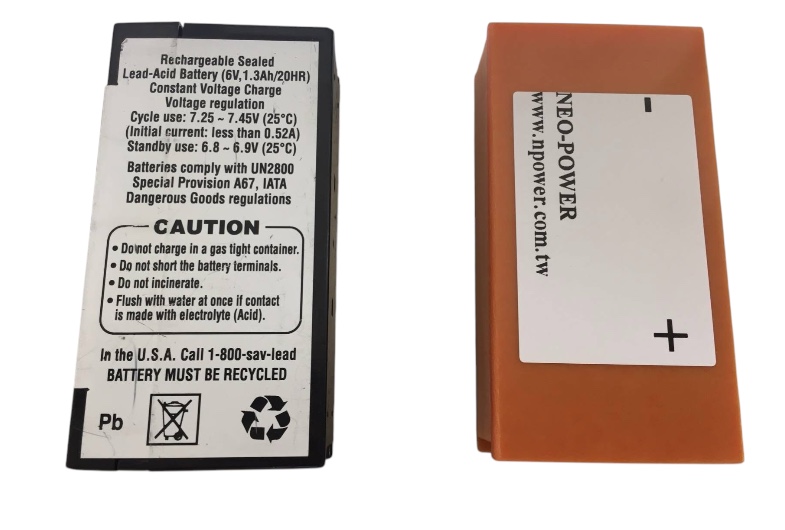 Rechargeable Sealed
Lead-Acid Battery (6V,1.3Ah/20HR)
Constant Voltage Charge
Voltage regulation
Cycle use: 7.25 ~ 7.45V (25°C)
(Initial current: less than 0.52A)
Standby use: 6.8 ~ 6.9V (25°C)
Batteries comply with UN2800
Special Provision A67, IATA
Dangerous Goods regulations
CAUTION
• Do not charge in a gas tight container.
• Do not short the battery terminals.
• Do not incinerate.
• Flush with water at once if contact
is made with electrolyte (Acid).
In the U.S.A. Call 1-800-sav-lead
BATTERY MUST BE RECYCLED
Pb
-
NEO-POWER
www.npower.com.tw
+